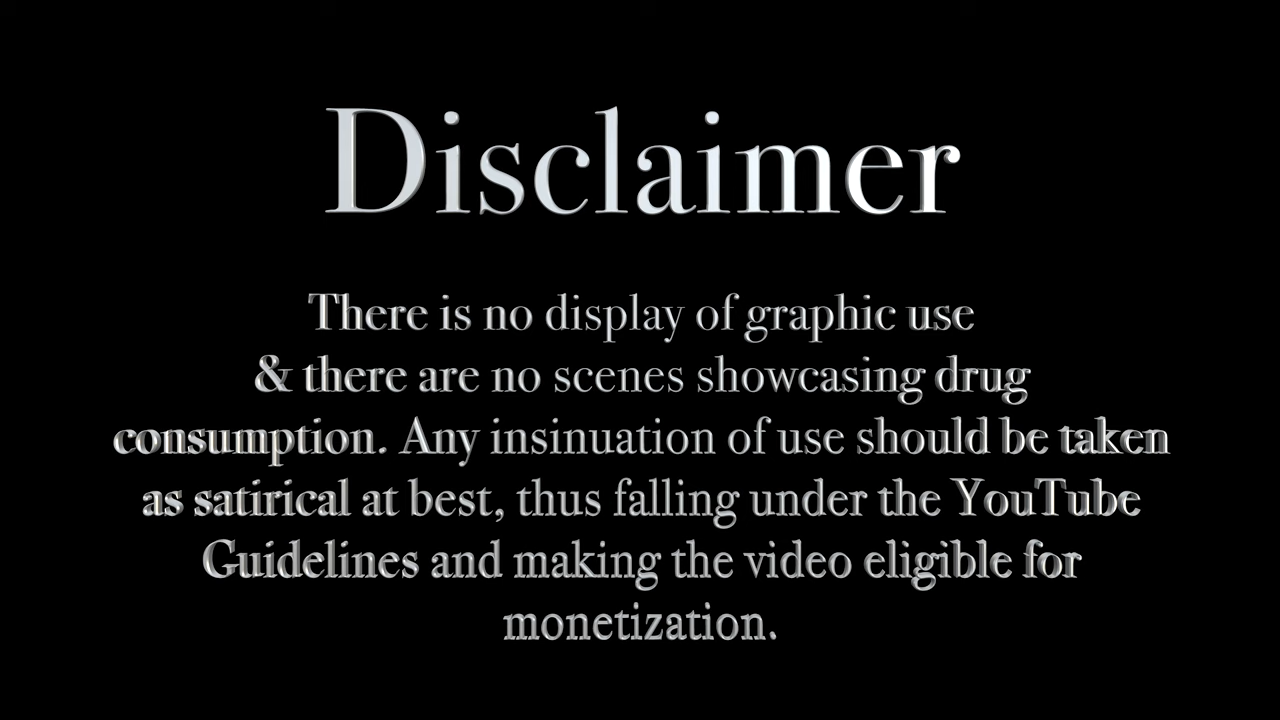 Disclaimer
There is no display of graphic use
& there are no scenes showcasing drug
consumption. Any insinuation of use should be taken
as satirical at best, thus falling under the YouTube
Guidelines and making the video eligible for
monetization.